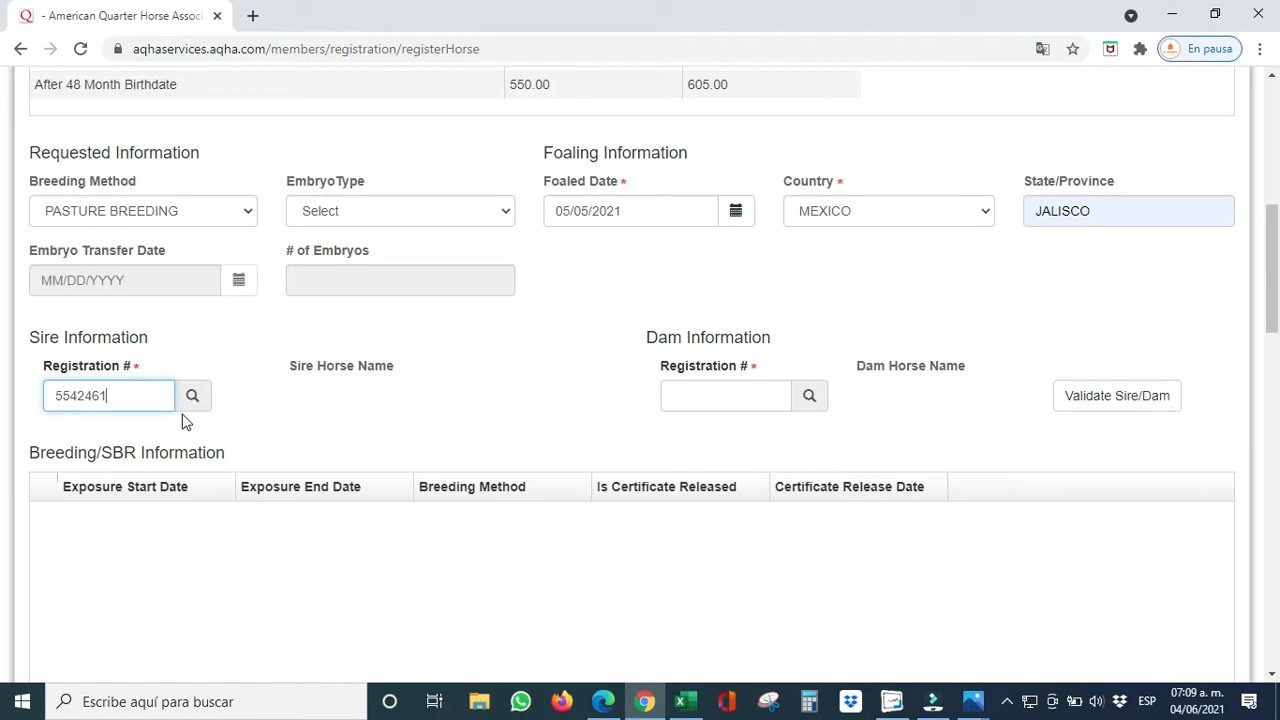 - American Quarter Horse Assoc
aqhaservices.aqha.com/members/registration/registerHorse
En pausa
After 48 Month Birthdate 550.00 605.00
Requested Information Foaling Information
Breeding Method EmbryoType Foaled Date * Country * State/Province
PASTURE BREEDING Select 05/05/2021 MEXICO JALISCO
Embryo Transfer Date # of Embryos
MM/DD/YYYY
Sire Information Dam Information
Registration # * Sire Horse Name Registration # * Dam Horse Name
5542461 Validate Sire/Dam
Breeding/SBR Information
Exposure Start Date Exposure End Date Breeding Method Is Certificate Released Certificate Release Date
Escribe aquí para buscar
ESP
07:09 a. m.
04/06/2021